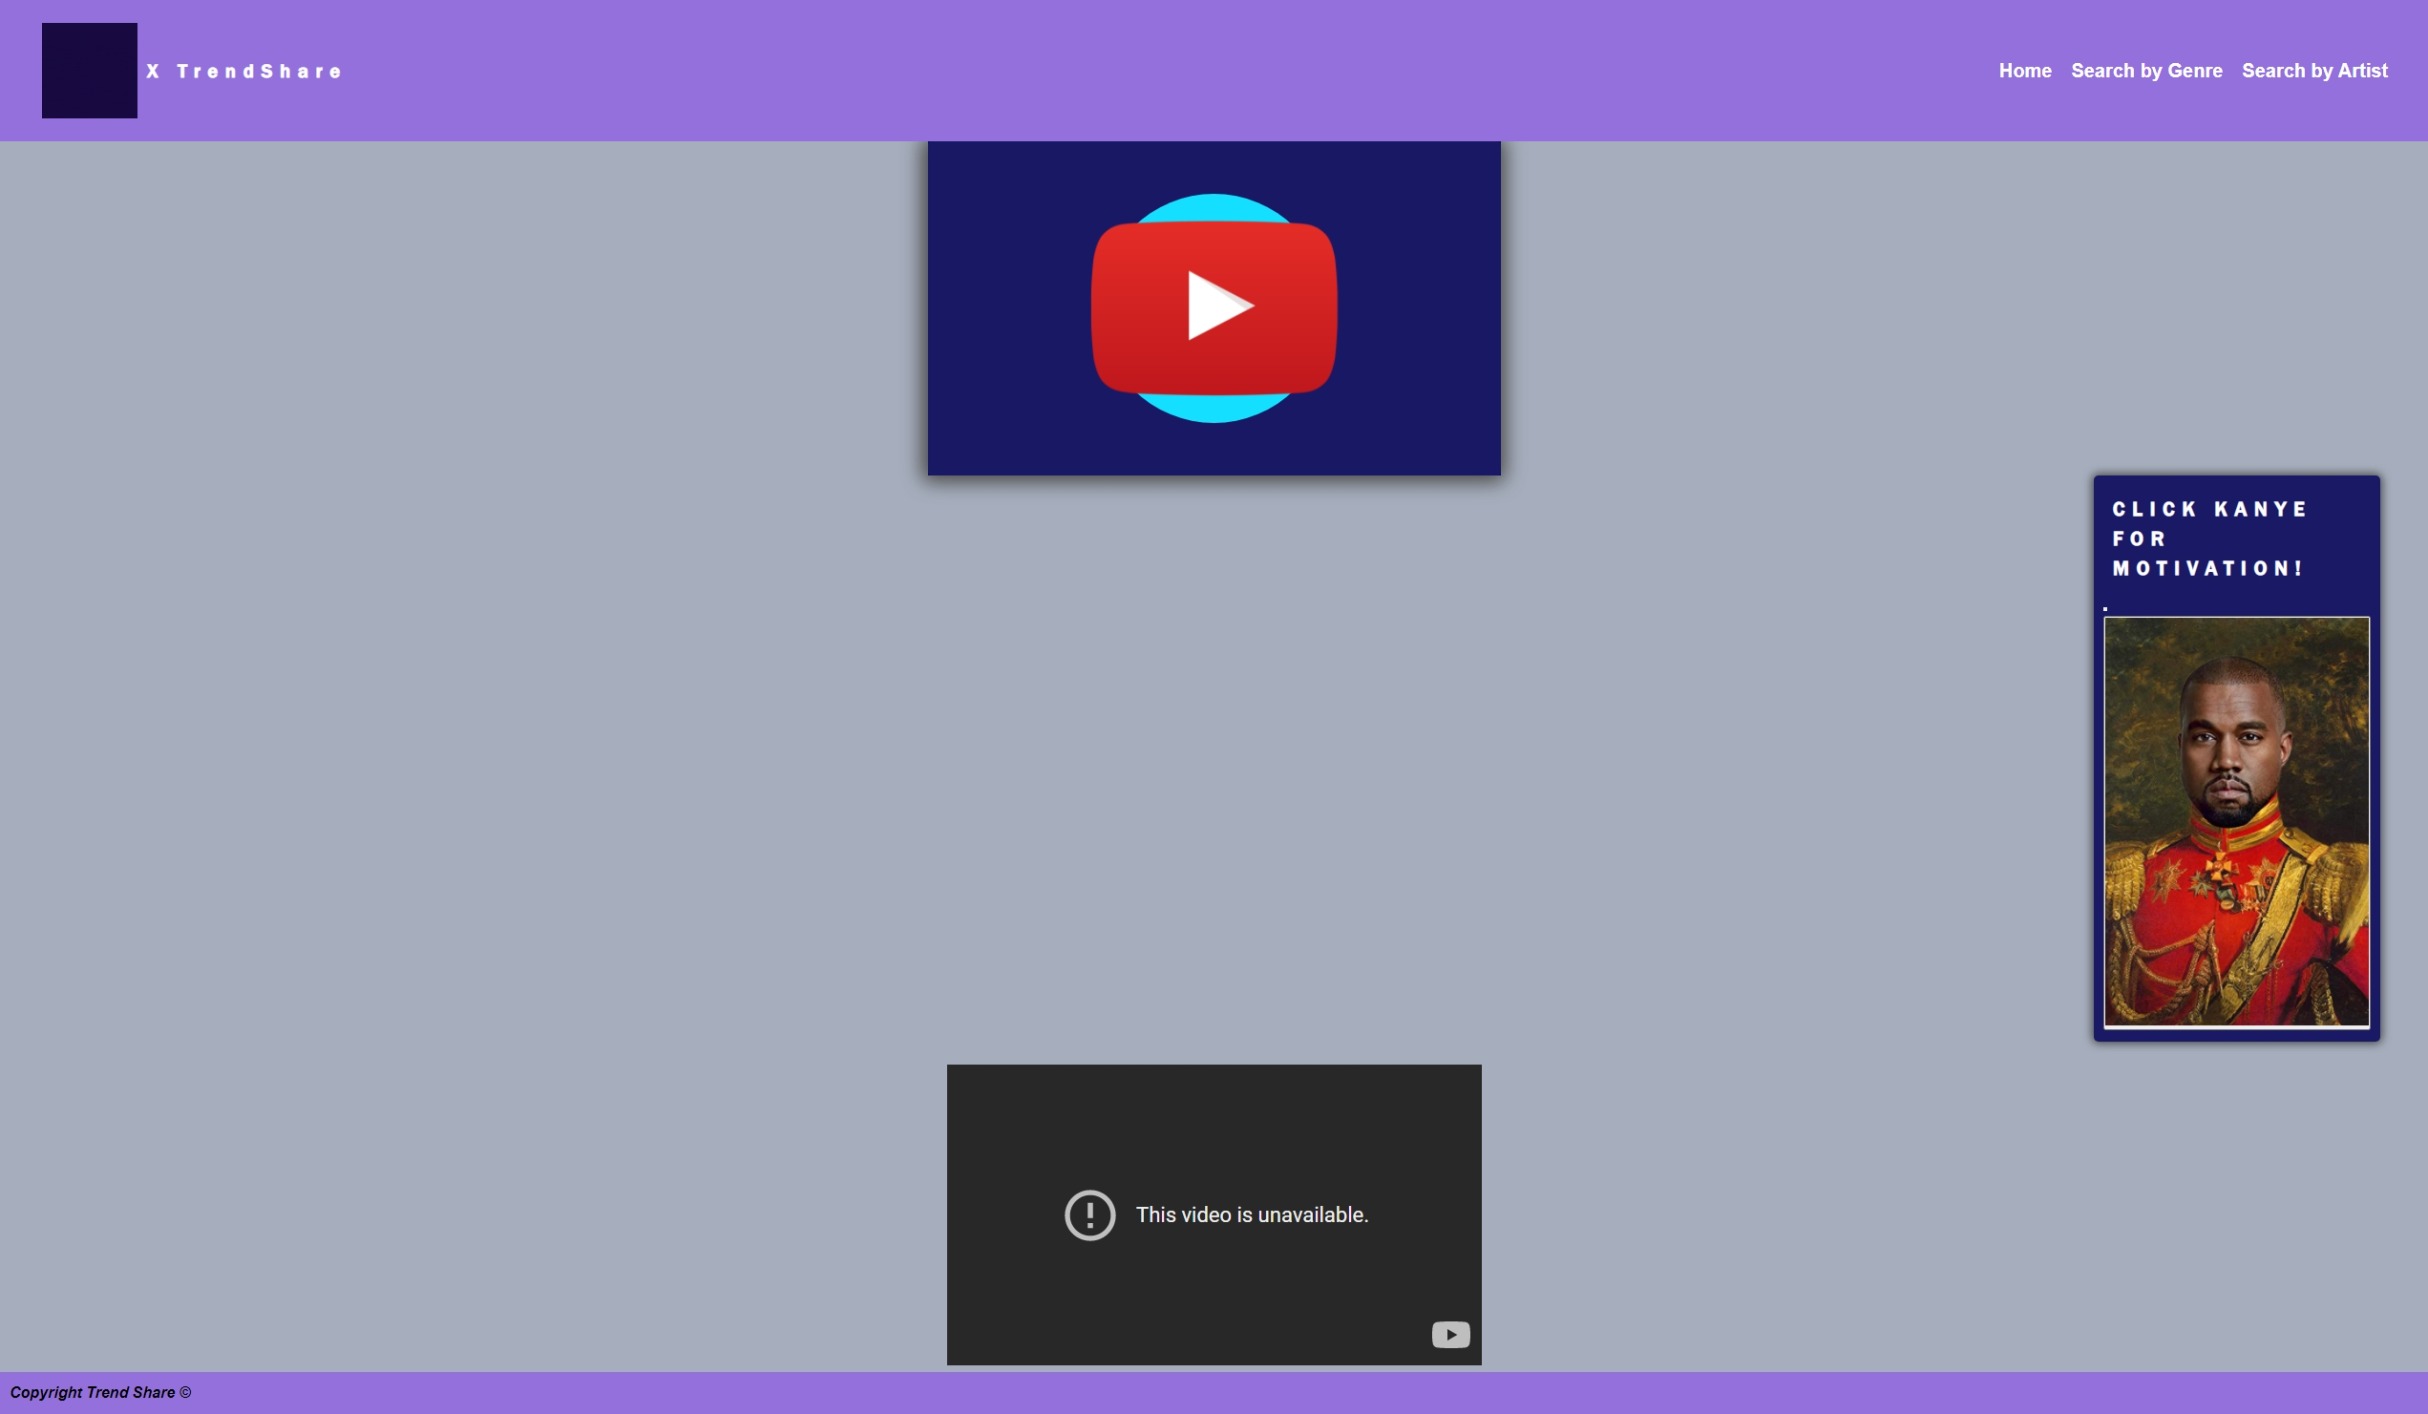 X TrendShare
Home Search by Genre Search by Artist
CLICK KANYE
FOR
MOTIVATION!
.
This video is unavailable.
Copyright Trend Share ©